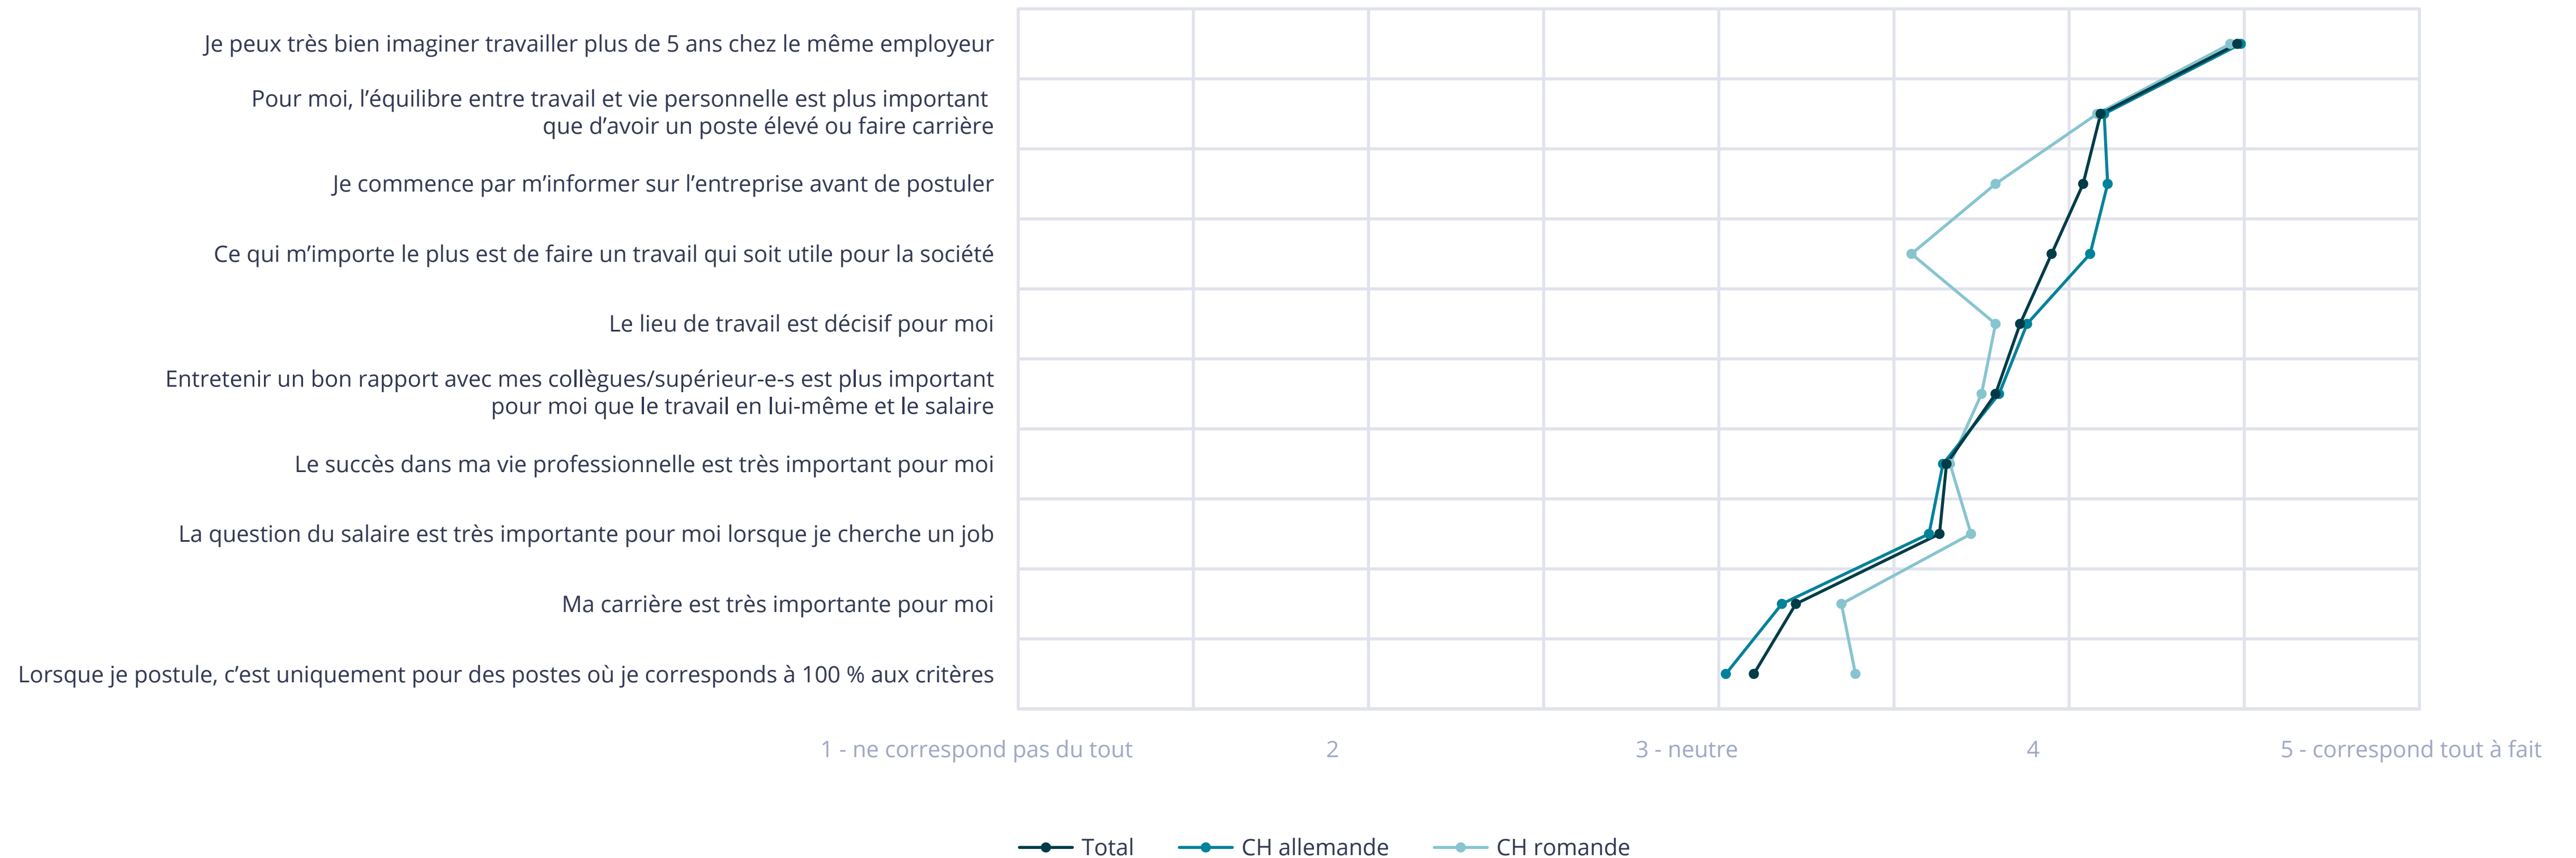 Je peux très bien imaginer travailler plus de 5 ans chez le même employeur
Pour moi, l’équilibre entre travail et vie personnelle est plus important
que d’avoir un poste élevé ou faire carrière
Je commence par m’informer sur l’entreprise avant de postuler
Ce qui m’importe le plus est de faire un travail qui soit utile pour la société
Le lieu de travail est décisif pour moi
Entretenir un bon rapport avec mes collègues/supérieur-e-s est plus important
pour moi que le travail en lui-même et le salaire
Le succès dans ma vie professionnelle est très important pour moi
La question du salaire est très importante pour moi lorsque je cherche un job
Ma carrière est très importante pour moi
Lorsque je postule, c’est uniquement pour des postes où je corresponds à 100 % aux critères
1 - ne correspond pas du tout 2 3 - neutre 4 5 - correspond tout à fait
Total CH allemande CH romande